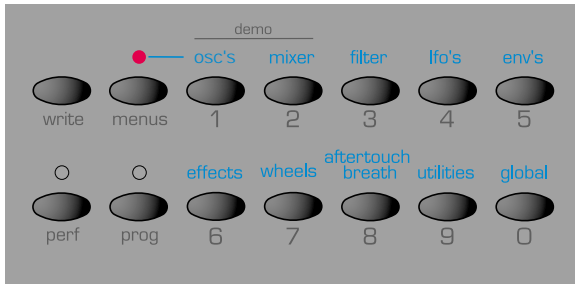 demo
osc's mixer filter lfo's env's
write menus 1 2 3 4 5
effects wheels aftertouch breath utilities global
perf prog 6 7 8 9 0